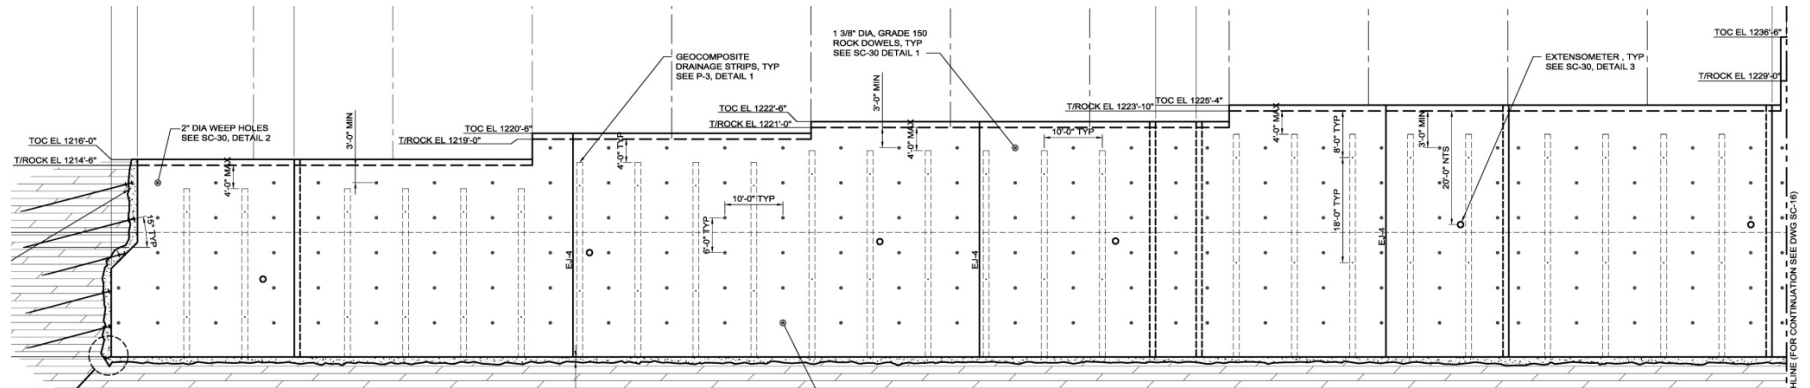 TOC EL 1216'-0"
T/ROCK EL 1214'-6"
15° TYP
2" DIA WEEP HOLES
SEE SC-30, DETAIL 2
4'-0" MAX
3'-0" MIN
T/ROCK EL 1219'-0"
TOC EL 1220'-6"
EJ-4
GEOCOMPOSITE
DRAINAGE STRIPS, TYP
SEE P-3, DETAIL 1
4'-0" TYP
TOC EL 1222'-6"
T/ROCK EL 1221'-0"
10'-0" TYP
6'-0" TYP
1 3/8" DIA, GRADE 150
ROCK DOWELS, TYP
SEE SC-30 DETAIL 1
3'-0" MIN
4'-0" MAX
EJ-4
10'-0" TYP
T/ROCK EL 1223'-10"
TOC EL 1225'-4"
4'-0" MAX
8'-0" TYP
18'-0" TYP
EJ-4
3'-0" MIN
20'-0" NTS
EXTENSOMETER , TYP
SEE SC-30, DETAIL 3
TOC EL 1236'-6"
T/ROCK EL 1229'-0"
HLINE (FOR CONTINUATION SEE DWG SC-16)